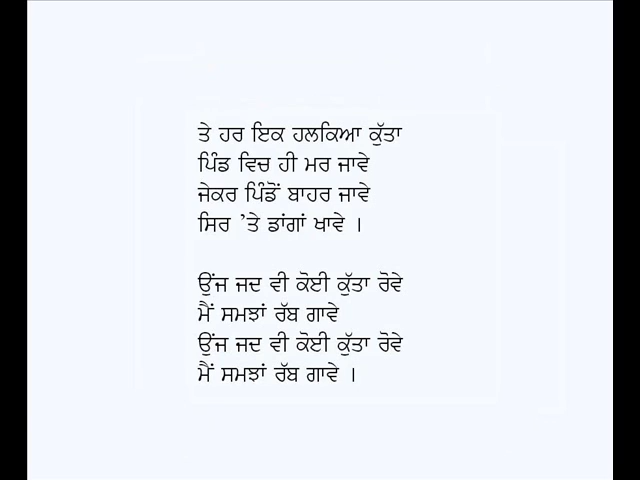 ਤੇ ਹਰ ਇਕ ਹਲਕਿਆ ਕੁੱਤਾ
ਪਿੰਡ ਵਿਚ ਹੀ ਮਰ ਜਾਵੇ
ਜੇਕਰ ਪਿੰਡੋਂ ਬਾਹਰ ਜਾਵੇ
ਸਿਰ ’ਤੇ ਡਾਂਗਾਂ ਖਾਵੇ ।
ਉਂਜ ਜਦ ਵੀ ਕੋਈ ਕੁੱਤਾ ਰੋਵੇ
ਮੈਂ ਸਮਝਾਂ ਰੱਬ ਗਾਵੇ
ਉਂਜ ਜਦ ਵੀ ਕੋਈ ਕੁੱਤਾ ਰੋਵੇ
ਮੈਂ ਸਮਝਾਂ ਰੱਬ ਗਾਵੇ ।